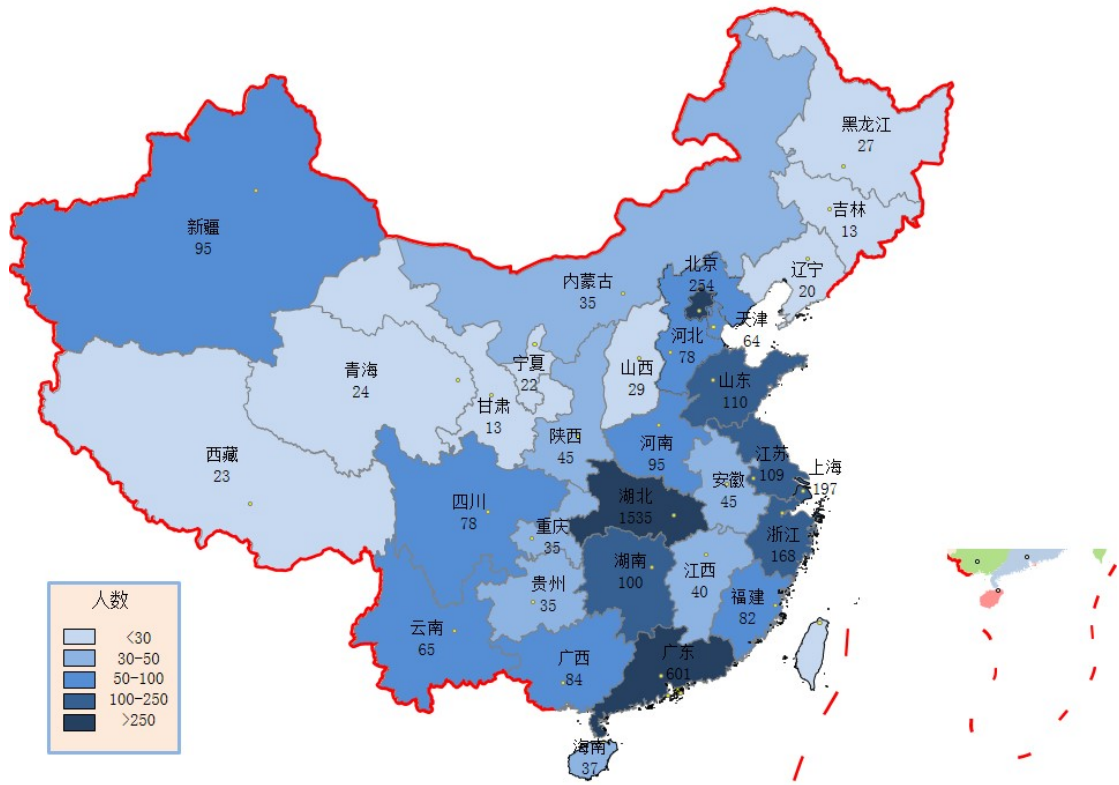 黑龙江
27
吉林
13
新疆
95
辽宁
20
北京
254
内蒙古
35
天津
64
河北
78
宁夏
22
山西
29
青海
24
山东
110
甘肃
13
陕西
45
河南
95
江苏
109
西藏
23
上海
197
安徽
45
四川
78
湖北
1535
重庆
35
浙江
168
湖南
100
江西
40
贵州
35
福建
82
云南
65
广西
84
广东
601
海南
37
人数
<30
30-50
50-100
100-250
>250